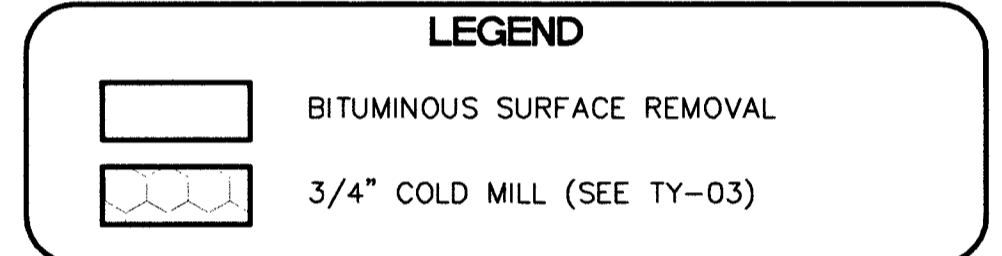 LEGEND
BITUMINOUS SURFACE REMOVAL
3/4" COLD MILL (SEE TY-03)